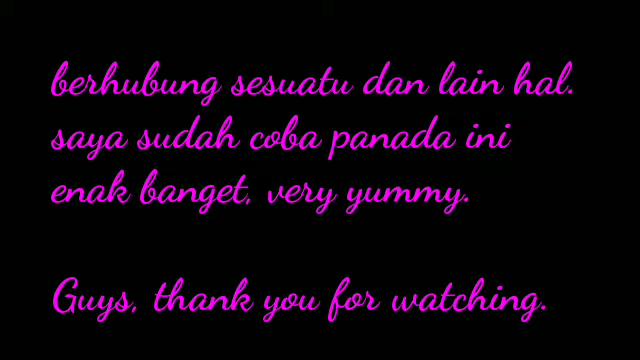 berhubung sesuatu dan lain hal.
saya sudah coba panada ini
enak banget, very yummy.
Guys, thank you for watching.